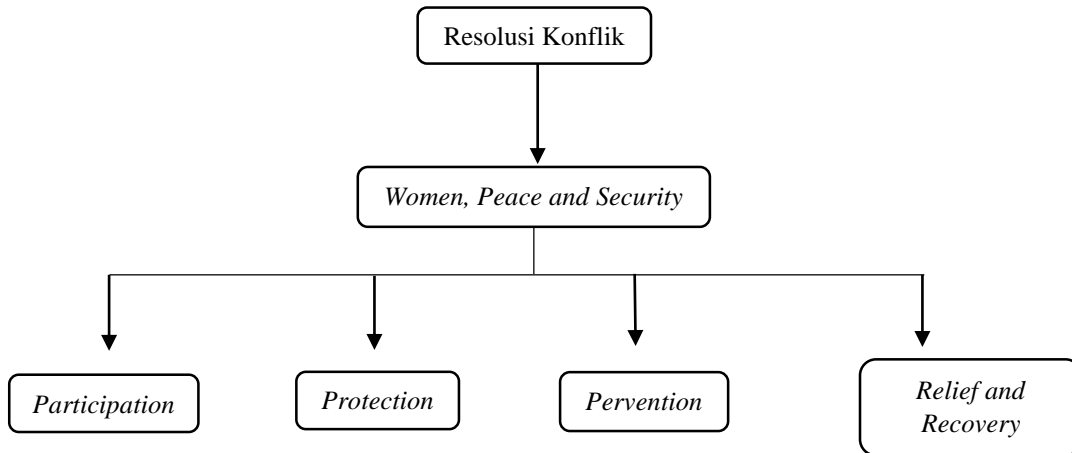 Resolusi Konflik
Women, Peace and Security
Participation
Protection
Pervention
Relief and
Recovery